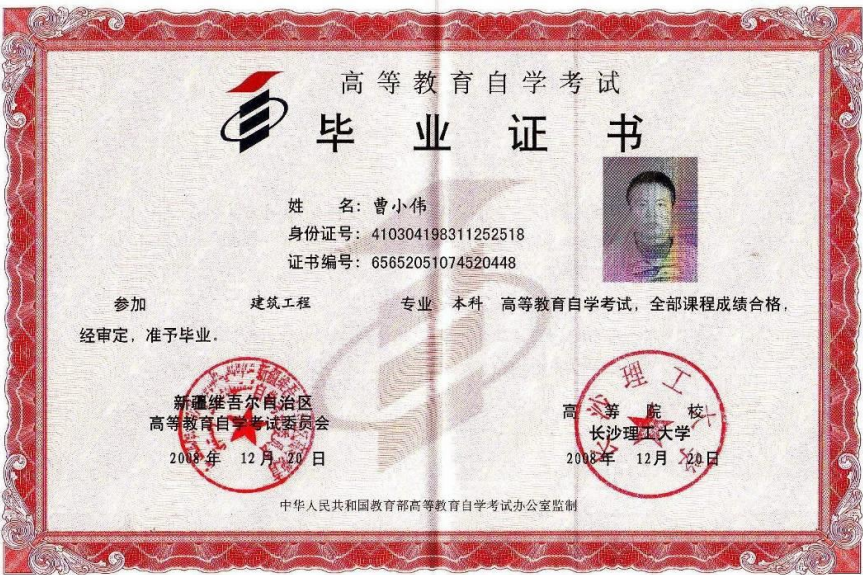 高等教育自学考试
毕业证书
姓 名：曹小伟
身份证号：410304198311252518
证书编号：65652051074520448
参加 建筑工程 专业 本科 高等教育自学考试，全部课程成绩合格，
经审定，准予毕业。
新疆维吾尔自治区
高等教育自学考试委员会
2008年 12月 20日
长沙理工大学
高等院校
长沙理工大学
2008年 12月 20日
中华人民共和国教育部高等教育自学考试办公室监制